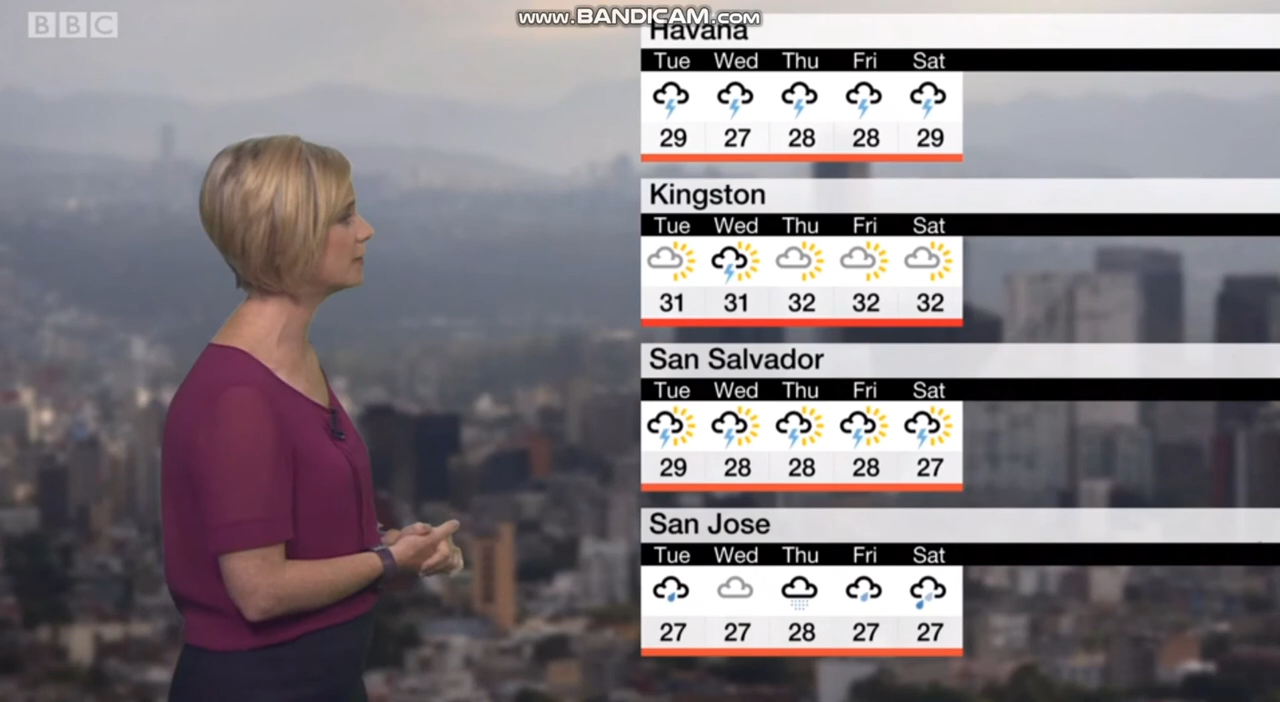 BBC
www.BANDICAM.com
Havana
Tue Wed Thu Fri Sat
29 27 28 28 29
Kingston
Tue Wed Thu Fri Sat
31 31 32 32 32
San Salvador
Tue Wed Thu Fri Sat
29 28 28 28 27
San Jose
Tue Wed Thu Fri Sat
27 27 28 27 27